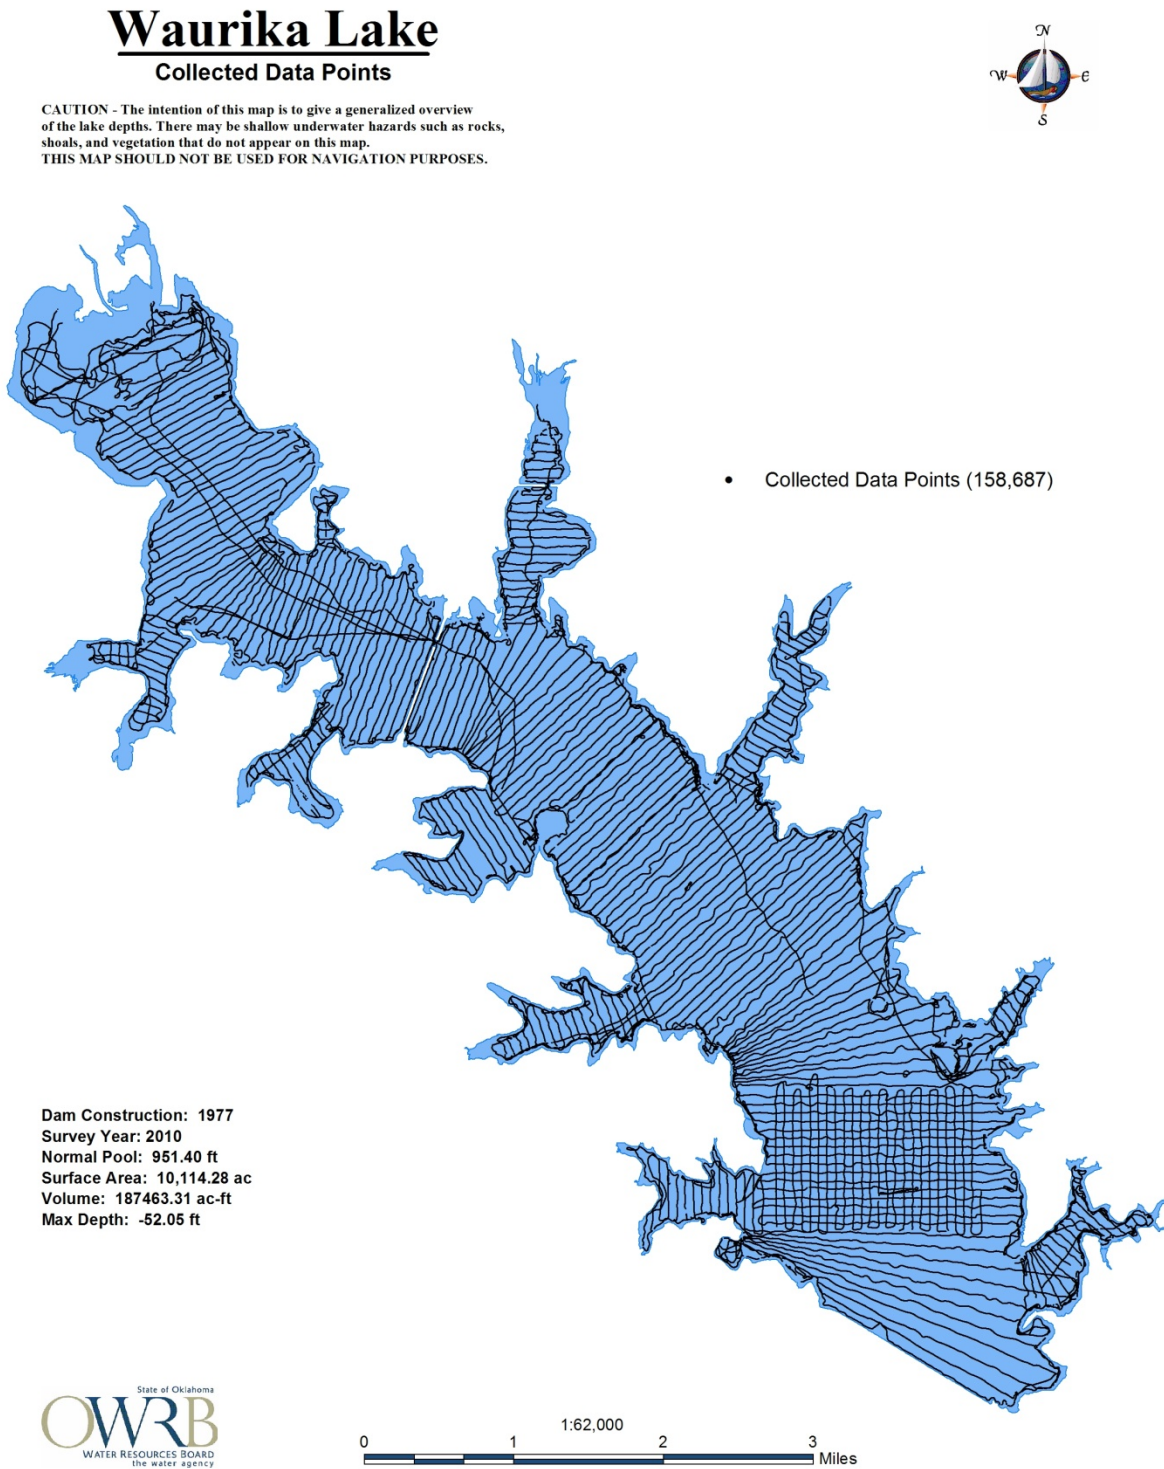 Waurika Lake
Collected Data Points
CAUTION - The intention of this map is to give a generalized overview
of the lake depths. There may be shallow underwater hazards such as rocks,
shoals, and vegetation that do not appear on this map.
THIS MAP SHOULD NOT BE USED FOR NAVIGATION PURPOSES.
N
W E
S
Collected Data Points (158,687)
Dam Construction: 1977
Survey Year: 2010
Normal Pool: 951.40 ft
Surface Area: 10,114.28 ac
Volume: 187463.31 ac-ft
Max Depth: -52.05 ft
State of Oklahoma
OWRB
WATER RESOURCES BOARD
the water agency
1:62,000
0 1 2 3
Miles